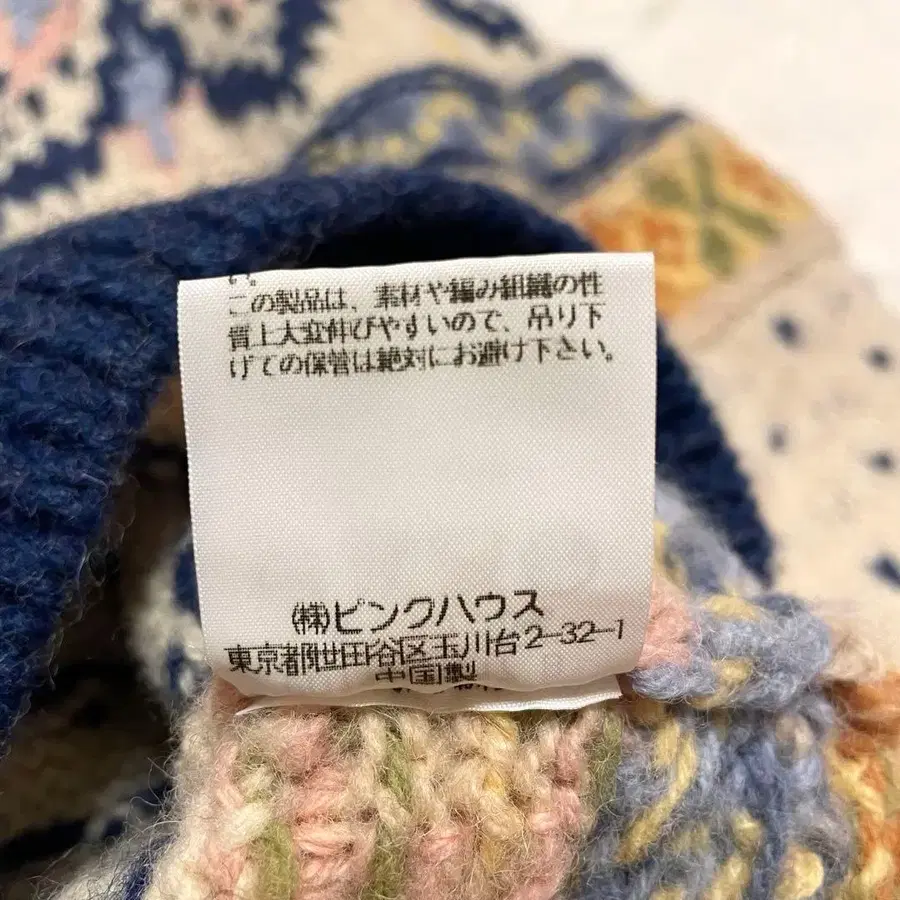 い。
この製品は、素材や編み組織の性
質上大変伸びやすいので、吊り下
げての保管は絶対にお避け下さい。
㈱ピンクハウス
東京都世田谷区玉川台2-32-1
中国製